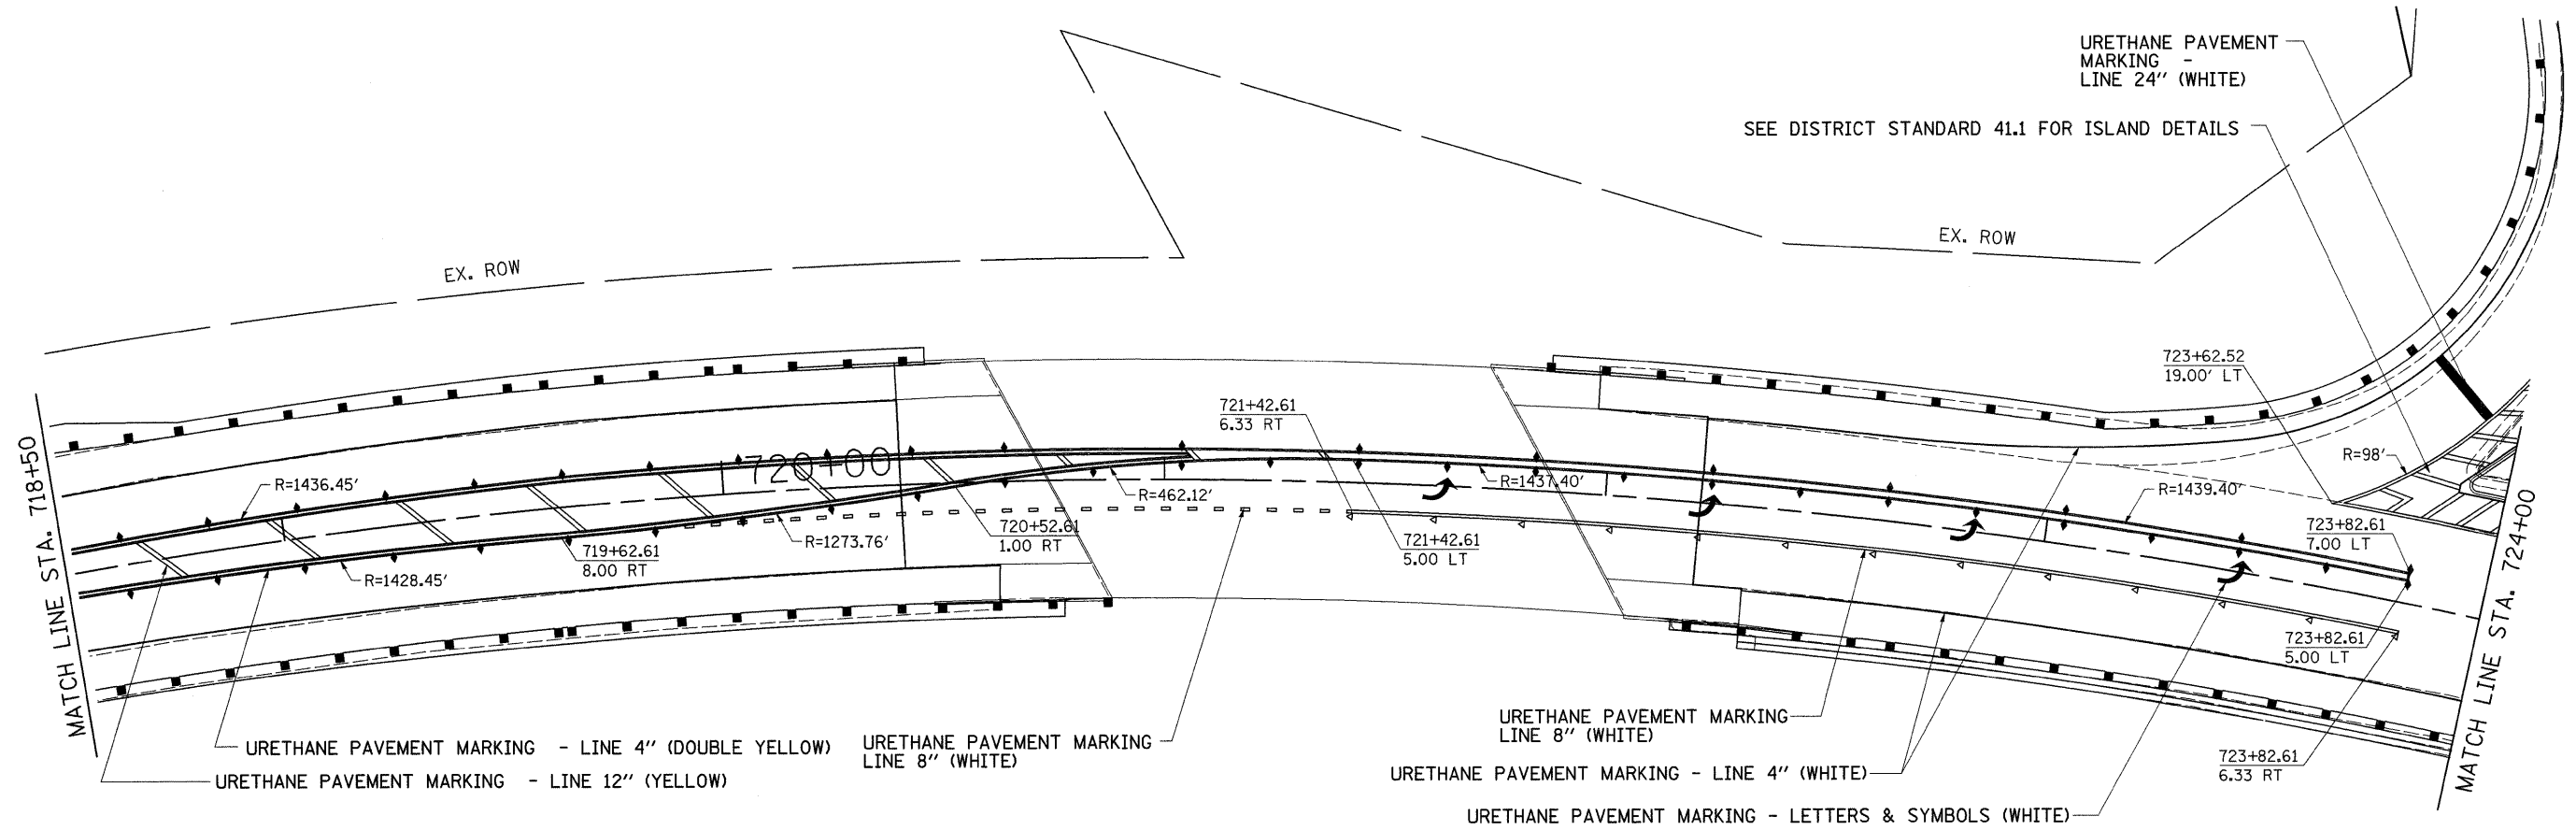 URETHANE PAVEMENT
MARKING -
LINE 24" (WHITE)
SEE DISTRICT STANDARD 41.1 FOR ISLAND DETAILS
EX. ROW
EX. ROW
723+62.52
19.00' LT
721+42.61
6.33 RT
R=98'
MATCH LINE STA. 718+50
720+00
R=1436.45'
R=462.12'
R=1437.40'
R=1439.40'
720+52.61
1.00 RT
R=1273.76'
719+62.61
8.00 RT
R=1428.45'
721+42.61
5.00 LT
723+82.61
7.00 LT
723+82.61
5.00 LT
MATCH LINE STA. 724+00
URETHANE PAVEMENT MARKING - LINE 4" (DOUBLE YELLOW)
URETHANE PAVEMENT MARKING - LINE 12" (YELLOW)
URETHANE PAVEMENT MARKING
LINE 8" (WHITE)
URETHANE PAVEMENT MARKING
LINE 8" (WHITE)
URETHANE PAVEMENT MARKING - LINE 4" (WHITE)
URETHANE PAVEMENT MARKING - LETTERS & SYMBOLS (WHITE)
723+82.61
6.33 RT